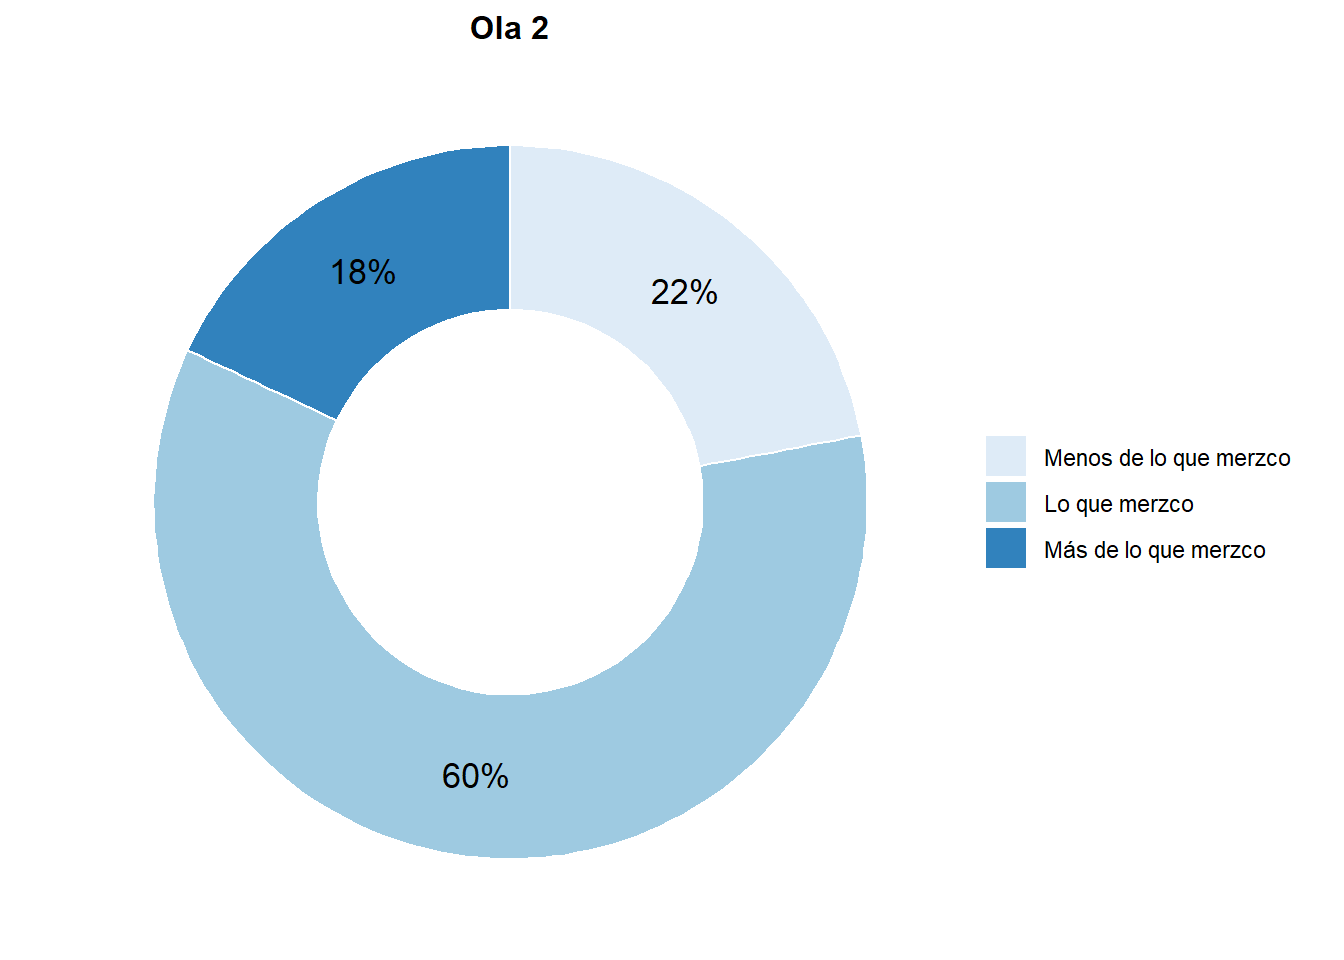 Ola 2
18%
22%
60%
Menos de lo que merzco
Lo que merzco
Más de lo que merzco